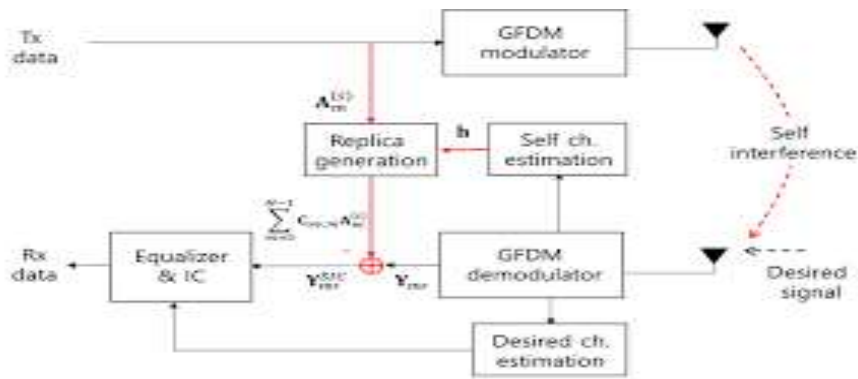 Tx
data
GFDM
modulator
Replica
generation
h
Self ch.
estimation
Self
interference
Rx
data
Equalizer
& IC
GFDM
demodulator
Desired
signal
Desired ch.
estimation